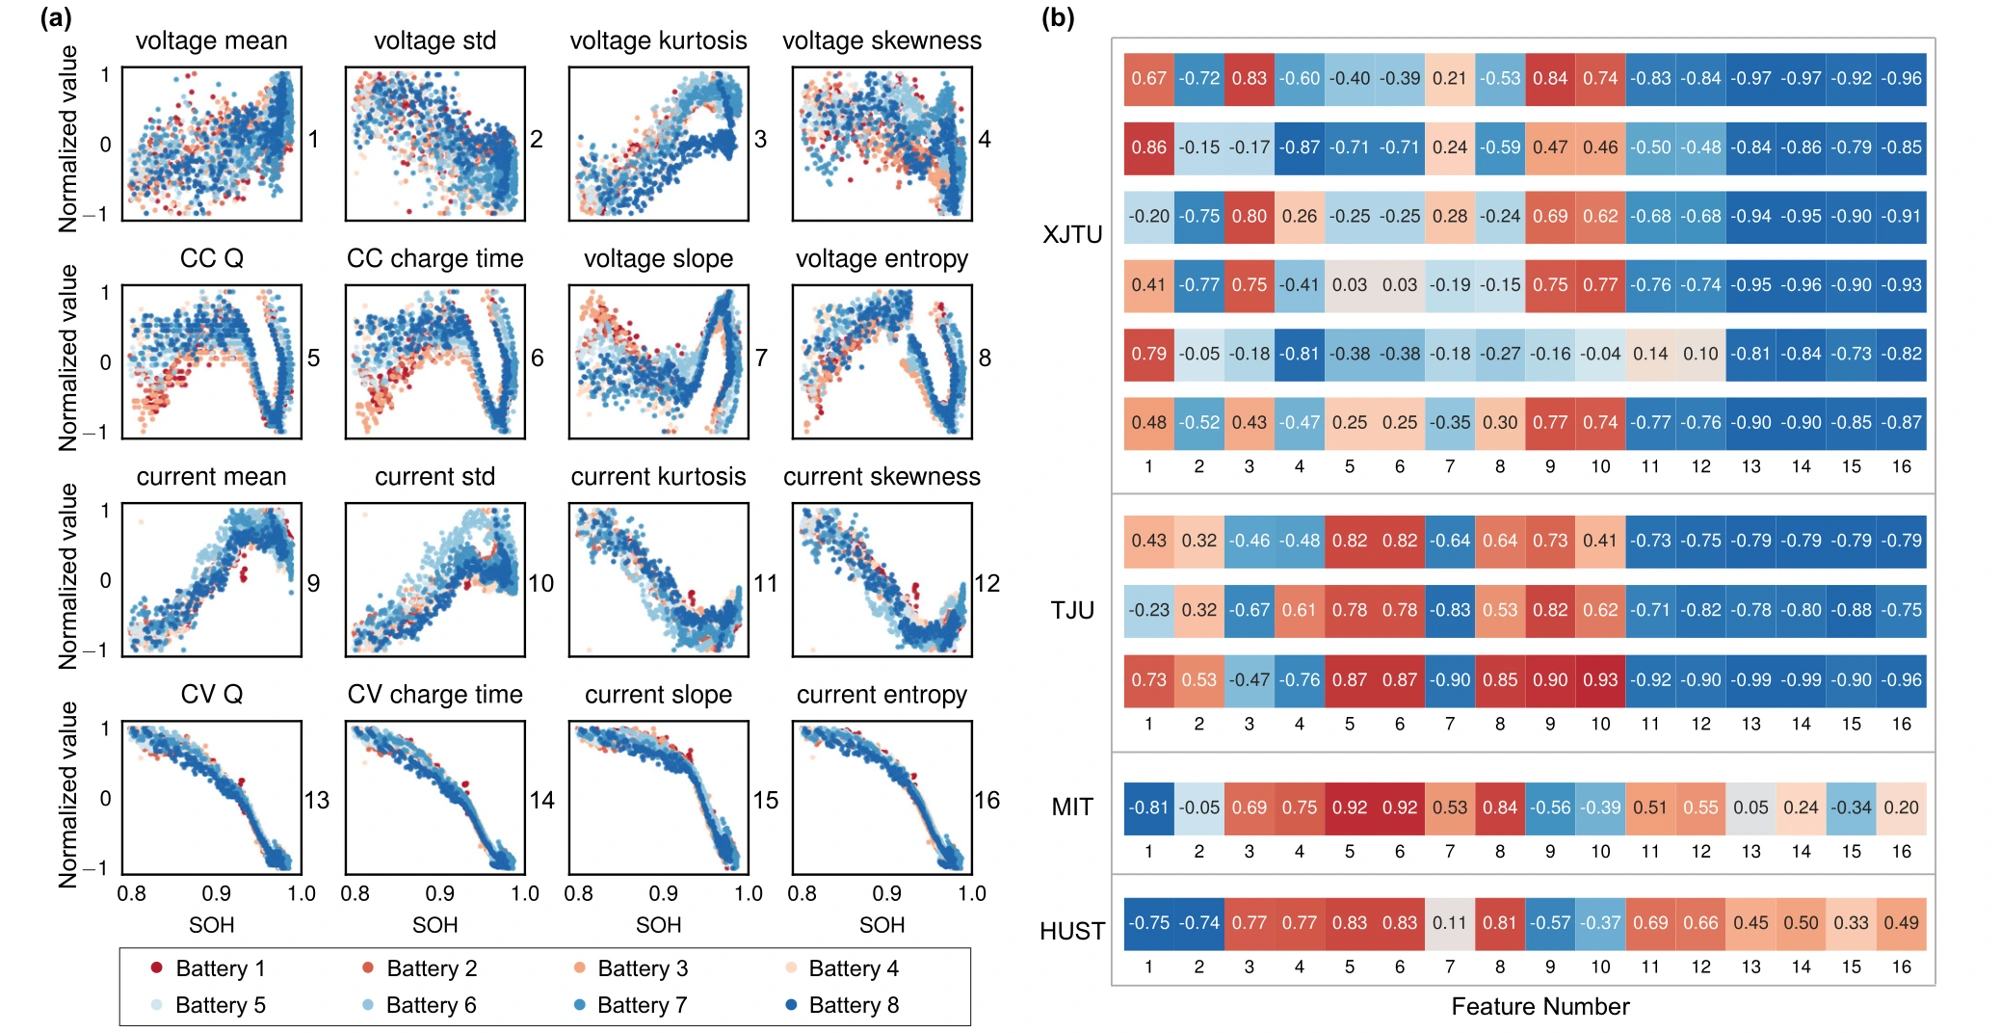 (a)
voltage mean voltage std voltage kurtosis voltage skewness
Normalized value
1
0
−1
1 2 3 4
CC Q CC charge time voltage slope voltage entropy
Normalized value
1
0
−1
5 6 7 8
current mean current std current kurtosis current skewness
Normalized value
1
0
−1
9 10 11 12
CV Q CV charge time current slope current entropy
Normalized value
1
0
−1
13 14 15 16
0.8 0.9 1.0 0.8 0.9 1.0 0.8 0.9 1.0 0.8 0.9 1.0
SOH SOH SOH SOH
Battery 1 Battery 2 Battery 3 Battery 4
Battery 5 Battery 6 Battery 7 Battery 8
(b)
XJTU
0.67 -0.72 0.83 -0.60 -0.40 -0.39 0.21 -0.53 0.84 0.74 -0.83 -0.84 -0.97 -0.97 -0.92 -0.96
0.86 -0.15 -0.17 -0.87 -0.71 -0.71 0.24 -0.59 0.47 0.46 -0.50 -0.48 -0.84 -0.86 -0.79 -0.85
-0.20 -0.75 0.80 0.26 -0.25 -0.25 0.28 -0.24 0.69 0.62 -0.68 -0.68 -0.94 -0.95 -0.90 -0.91
0.41 -0.77 0.75 -0.41 0.03 0.03 -0.19 -0.15 0.75 0.77 -0.76 -0.74 -0.95 -0.96 -0.90 -0.93
0.79 -0.05 -0.18 -0.81 -0.38 -0.38 -0.18 -0.27 -0.16 -0.04 0.14 0.10 -0.81 -0.84 -0.73 -0.82
0.48 -0.52 0.43 -0.47 0.25 0.25 -0.35 0.30 0.77 0.74 -0.77 -0.76 -0.90 -0.90 -0.85 -0.87
1 2 3 4 5 6 7 8 9 10 11 12 13 14 15 16
TJU
0.43 0.32 -0.46 -0.48 0.82 0.82 -0.64 0.64 0.73 0.41 -0.73 -0.75 -0.79 -0.79 -0.79 -0.79
-0.23 0.32 -0.67 0.61 0.78 0.78 -0.83 0.53 0.82 0.62 -0.71 -0.82 -0.78 -0.80 -0.88 -0.75
0.73 0.53 -0.47 -0.76 0.87 0.87 -0.90 0.85 0.90 0.93 -0.92 -0.90 -0.99 -0.99 -0.90 -0.96
1 2 3 4 5 6 7 8 9 10 11 12 13 14 15 16
MIT
-0.81 -0.05 0.69 0.75 0.92 0.92 0.53 0.84 -0.56 -0.39 0.51 0.55 0.05 0.24 -0.34 0.20
1 2 3 4 5 6 7 8 9 10 11 12 13 14 15 16
HUST
-0.75 -0.74 0.77 0.77 0.83 0.83 0.11 0.81 -0.57 -0.37 0.69 0.66 0.45 0.50 0.33 0.49
1 2 3 4 5 6 7 8 9 10 11 12 13 14 15 16
Feature Number